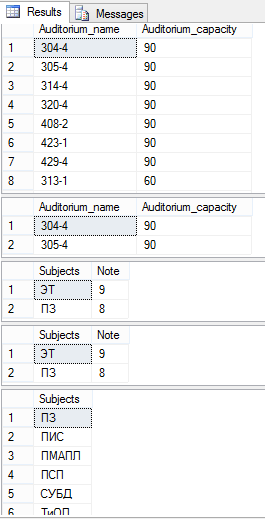 Results Messages
Auditorium_name Auditorium_capacity
1 304-4 90
2 305-4 90
3 314-4 90
4 320-4 90
5 408-2 90
6 423-1 90
7 429-4 90
8 313-1 60
Auditorium_name Auditorium_capacity
1 304-4 90
2 305-4 90
Subjects Note
1 ЭТ 9
2 ПЗ 8
Subjects Note
1 ЭТ 9
2 ПЗ 8
Subjects
1 ПЗ
2 ПИС
3 ПМАПЛ
4 ПСП
5 СУБД
6 ТиОЛ